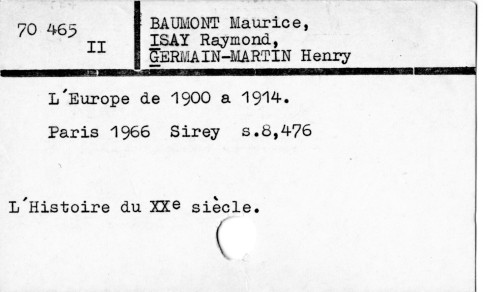 70 465
II
BAUMONT Maurice,
ISAY Raymond,
GERMAIN-MARTIN Henry
L´Europe de 1900 a 1914.
Paris 1966 Sirey s.8,476
L´Histoire du XXe siècle.